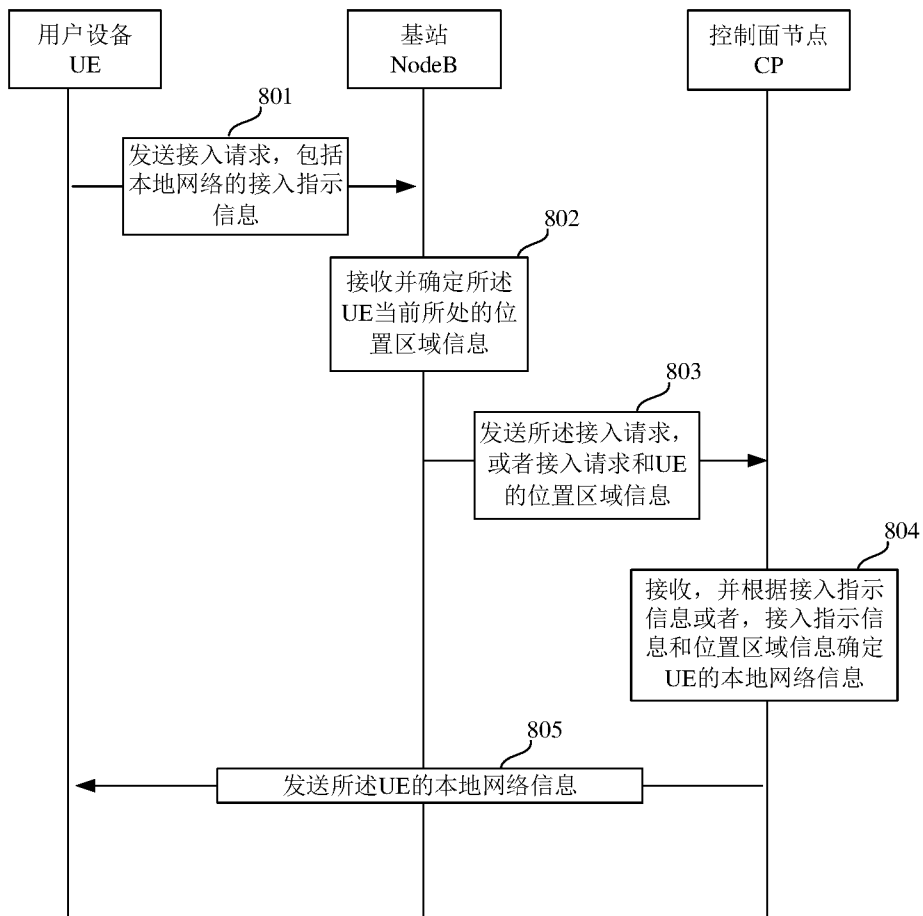 用户设备
UE
基站
NodeB
控制面节点
CP
801
发送接入请求，包括
本地网络的接入指示
信息
802
接收并确定所述
UE当前所处的位
置区域信息
803
发送所述接入请求，
或者接入请求和UE
的位置区域信息
804
接收，并根据接入指示
信息或者，接入指示信
息和位置区域信息确定
UE的本地网络信息
805
发送所述UE的本地网络信息